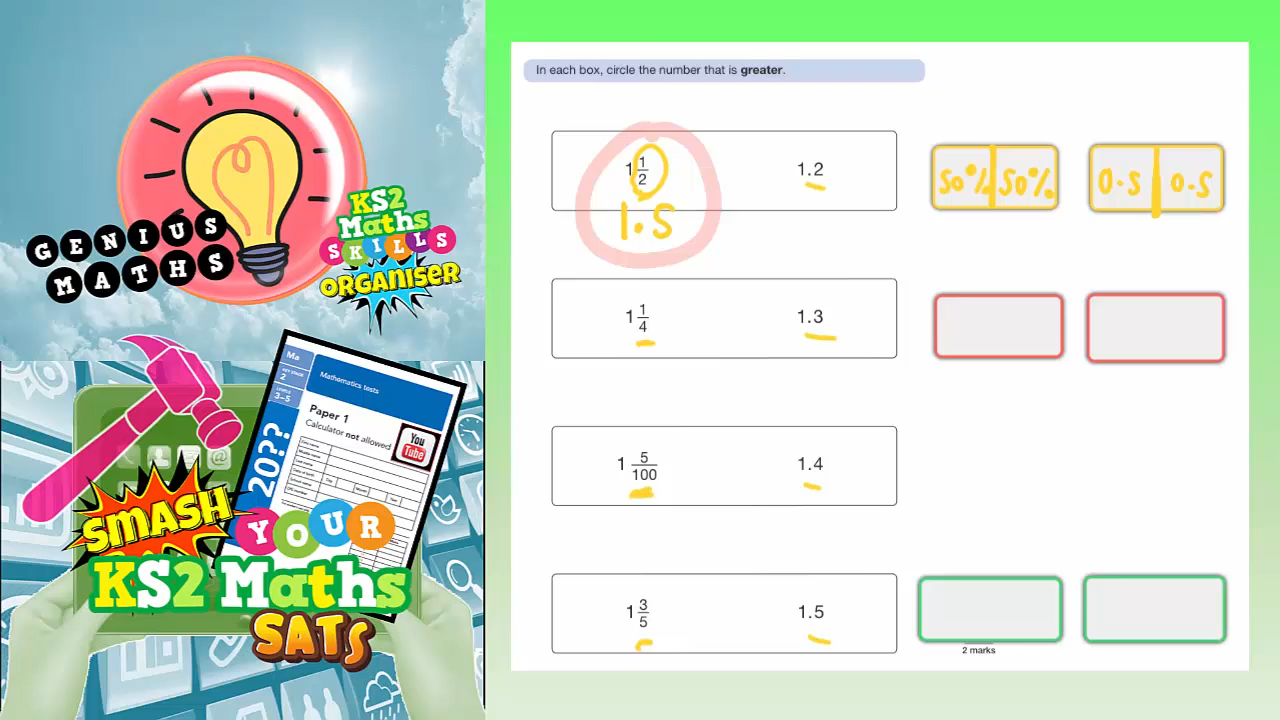 GENIUS
MATHS
KS2
Maths
SKILLS
ORGANISER
Ma
KEY STAGE
2
LEVELS
3–5
Mathematics tests
Paper 1
Calculator not allowed
20??
You
Tube
SMASH
YOUR
KS2 Maths
SATs
In each box, circle the number that is greater.
1 1/2 1.2
1.5
50% 50% 0.5 0.5
1 1/4 1.3
1 5/100 1.4
1 3/5 1.5
2 marks